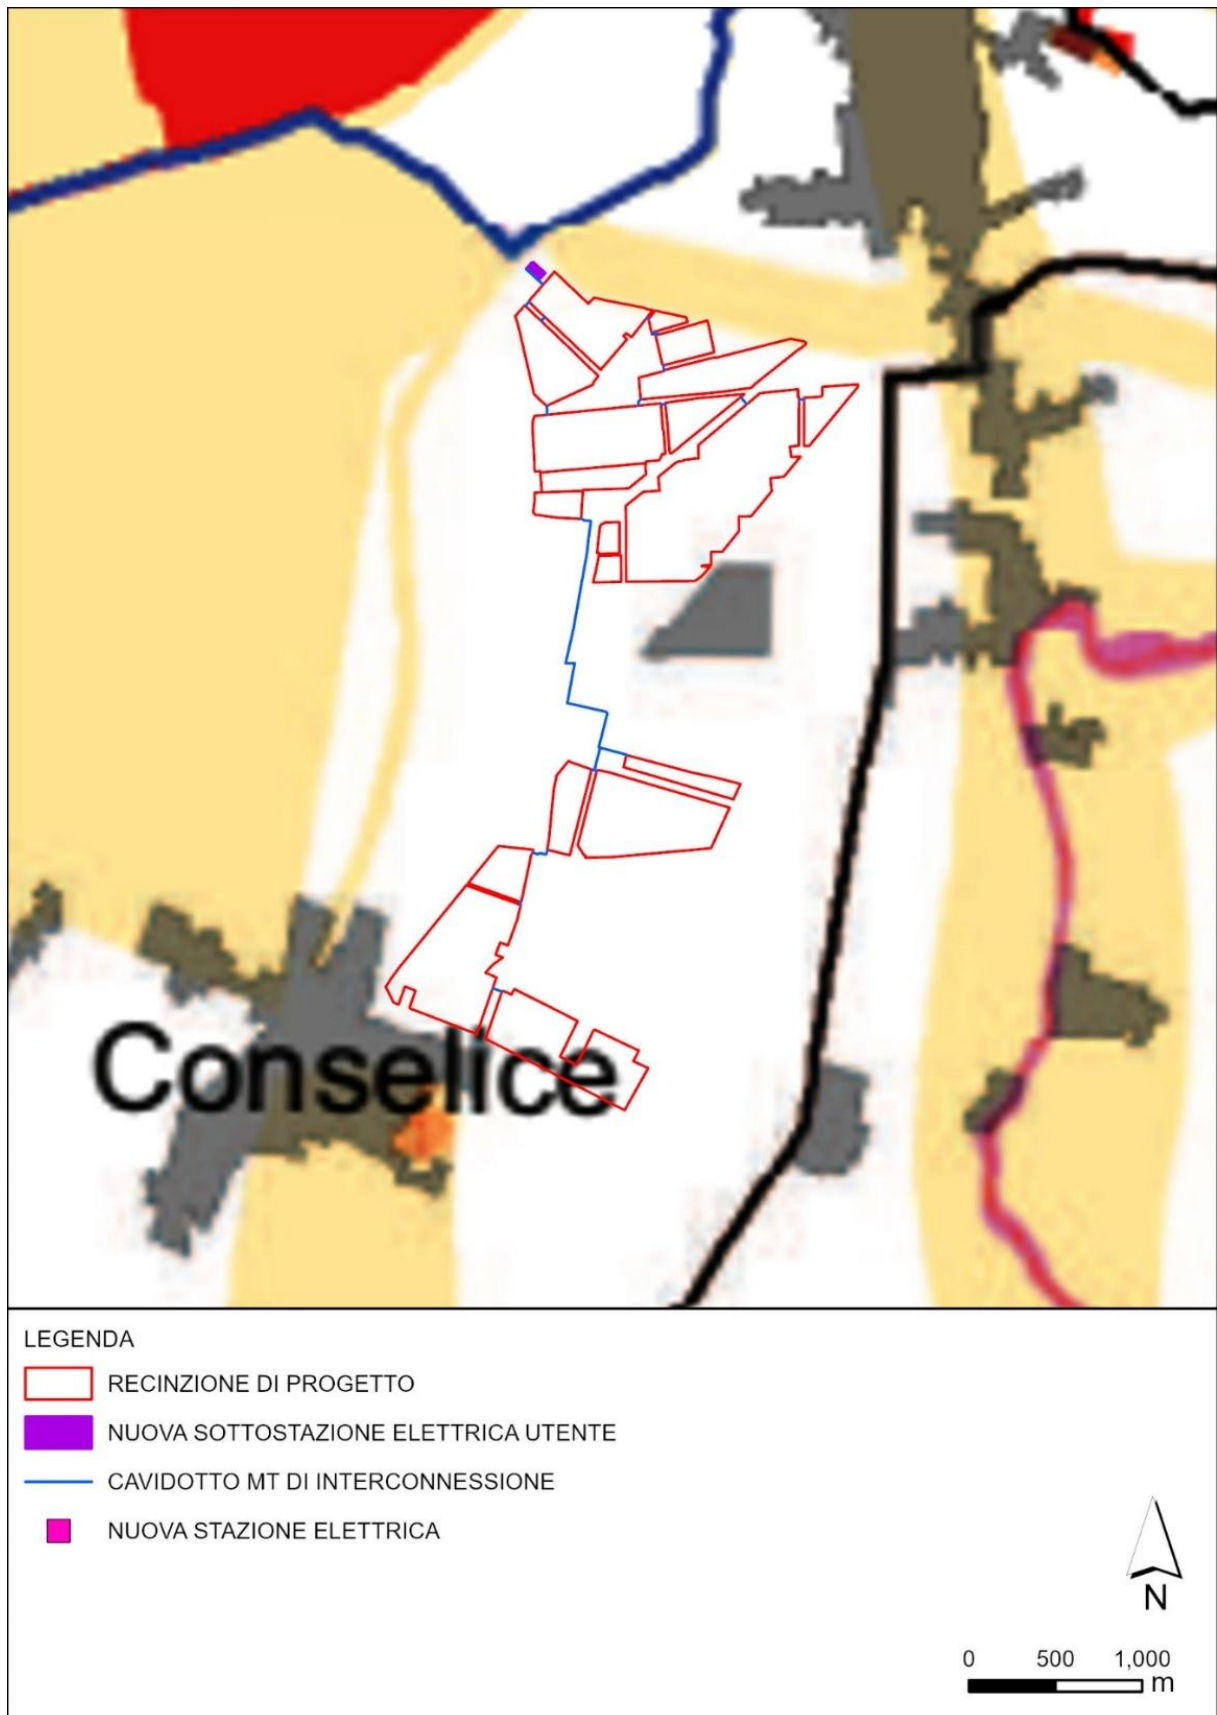 Conselice
LEGENDA
RECINZIONE DI PROGETTO
NUOVA SOTTOSTAZIONE ELETTRICA UTENTE
CAVIDOTTO MT DI INTERCONNESSIONE
NUOVA STAZIONE ELETTRICA
N
0 500 1,000
m